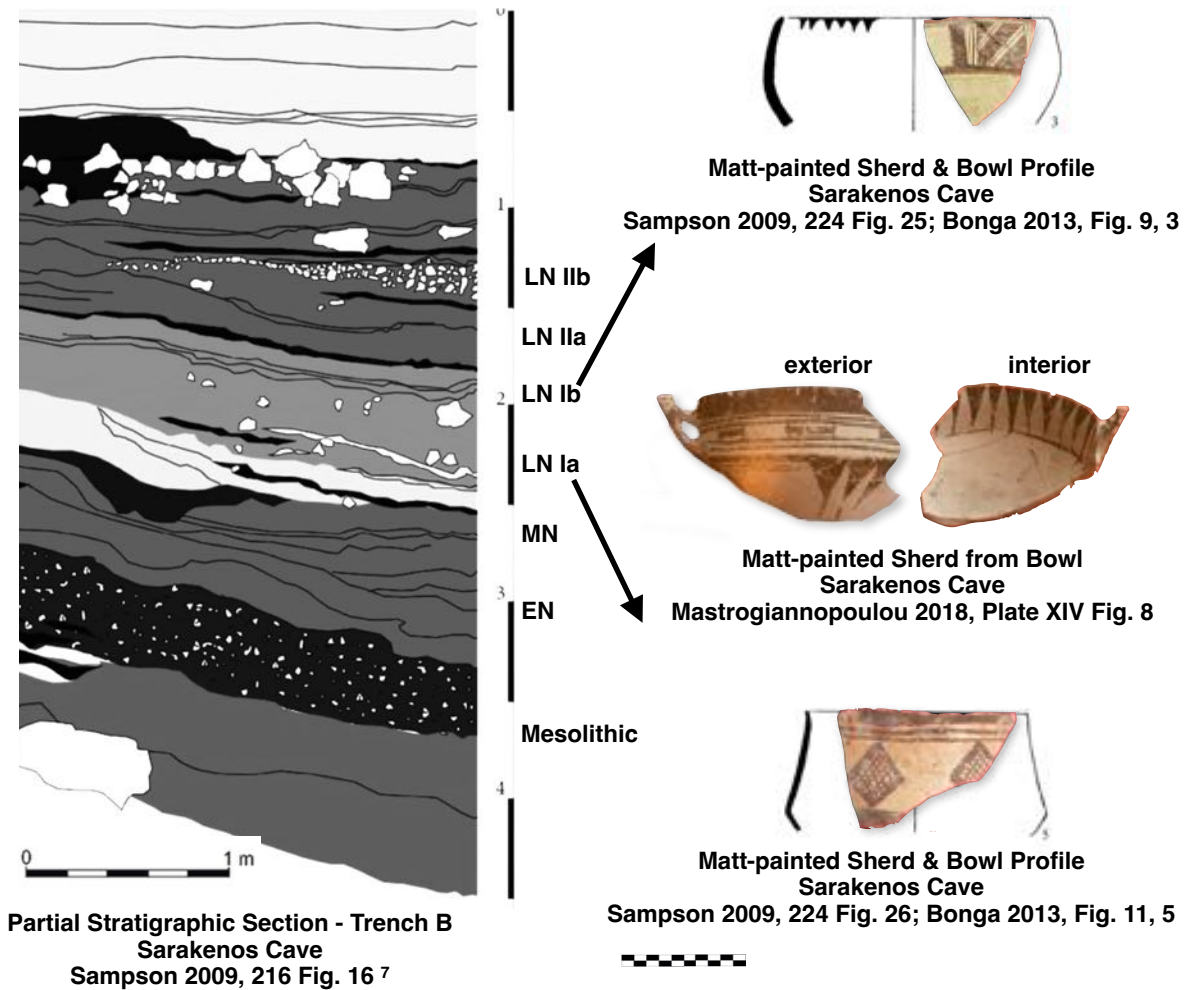 0
1
2
3
4
LN IIb
LN IIa
LN Ib
LN Ia
MN
EN
Mesolithic
0 1 m
Partial Stratigraphic Section - Trench B
Sarakenos Cave
Sampson 2009, 216 Fig. 16 7
3
Matt-painted Sherd & Bowl Profile
Sarakenos Cave
Sampson 2009, 224 Fig. 25; Bonga 2013, Fig. 9, 3
exterior interior
Matt-painted Sherd from Bowl
Sarakenos Cave
Mastrogiannopoulou 2018, Plate XIV Fig. 8
5
Matt-painted Sherd & Bowl Profile
Sarakenos Cave
Sampson 2009, 224 Fig. 26; Bonga 2013, Fig. 11, 5